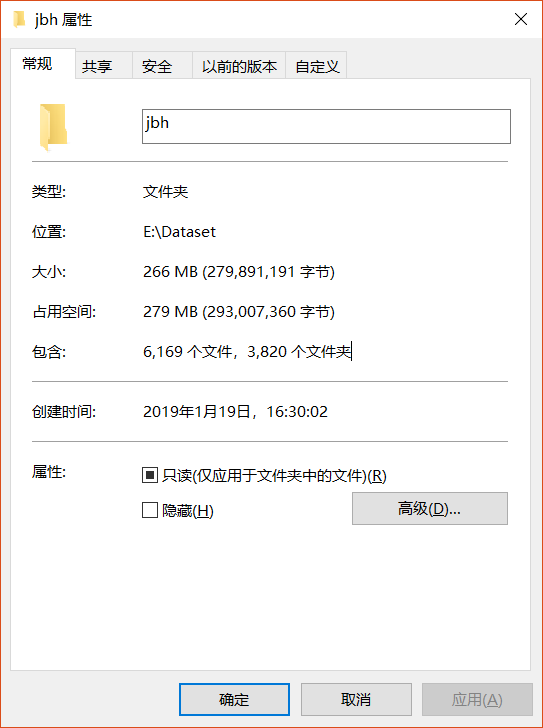 jbh 属性
常规 共享 安全 以前的版本 自定义
jbh
类型: 文件夹
位置: E:\Dataset
大小: 266 MB (279,891,191 字节)
占用空间: 279 MB (293,007,360 字节)
包含: 6,169 个文件，3,820 个文件夹
创建时间: 2019年1月19日，16:30:02
属性: 只读(仅应用于文件夹中的文件)(R)
隐藏(H) 高级(D)...
确定 取消 应用(A)